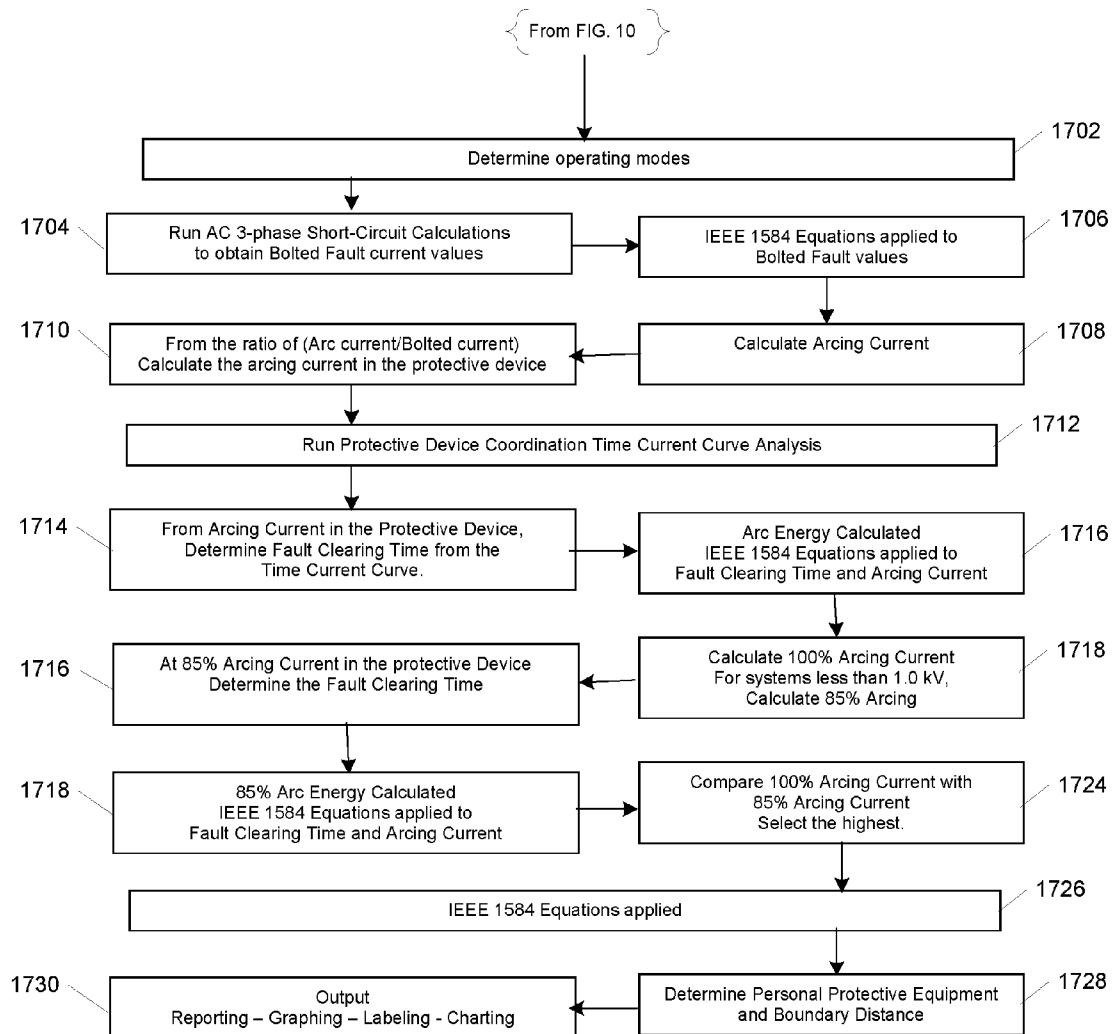 From FIG. 10
1702
Determine operating modes
1704
Run AC 3-phase Short-Circuit Calculations
to obtain Bolted Fault current values
1706
IEEE 1584 Equations applied to
Bolted Fault values
1710
From the ratio of (Arc current/Bolted current)
Calculate the arcing current in the protective device
Calculate Arcing Current
1708
1712
Run Protective Device Coordination Time Current Curve Analysis
1714
From Arcing Current in the Protective Device,
Determine Fault Clearing Time from the
Time Current Curve.
Arc Energy Calculated
IEEE 1584 Equations applied to
Fault Clearing Time and Arcing Current
1716
1716
At 85% Arcing Current in the protective Device
Determine the Fault Clearing Time
Calculate 100% Arcing Current
For systems less than 1.0 kV,
Calculate 85% Arcing
1718
1718
85% Arc Energy Calculated
IEEE 1584 Equations applied to
Fault Clearing Time and Arcing Current
Compare 100% Arcing Current with
85% Arcing Current
Select the highest.
1724
1726
IEEE 1584 Equations applied
1730
Output
Reporting – Graphing – Labeling - Charting
Determine Personal Protective Equipment
and Boundary Distance
1728